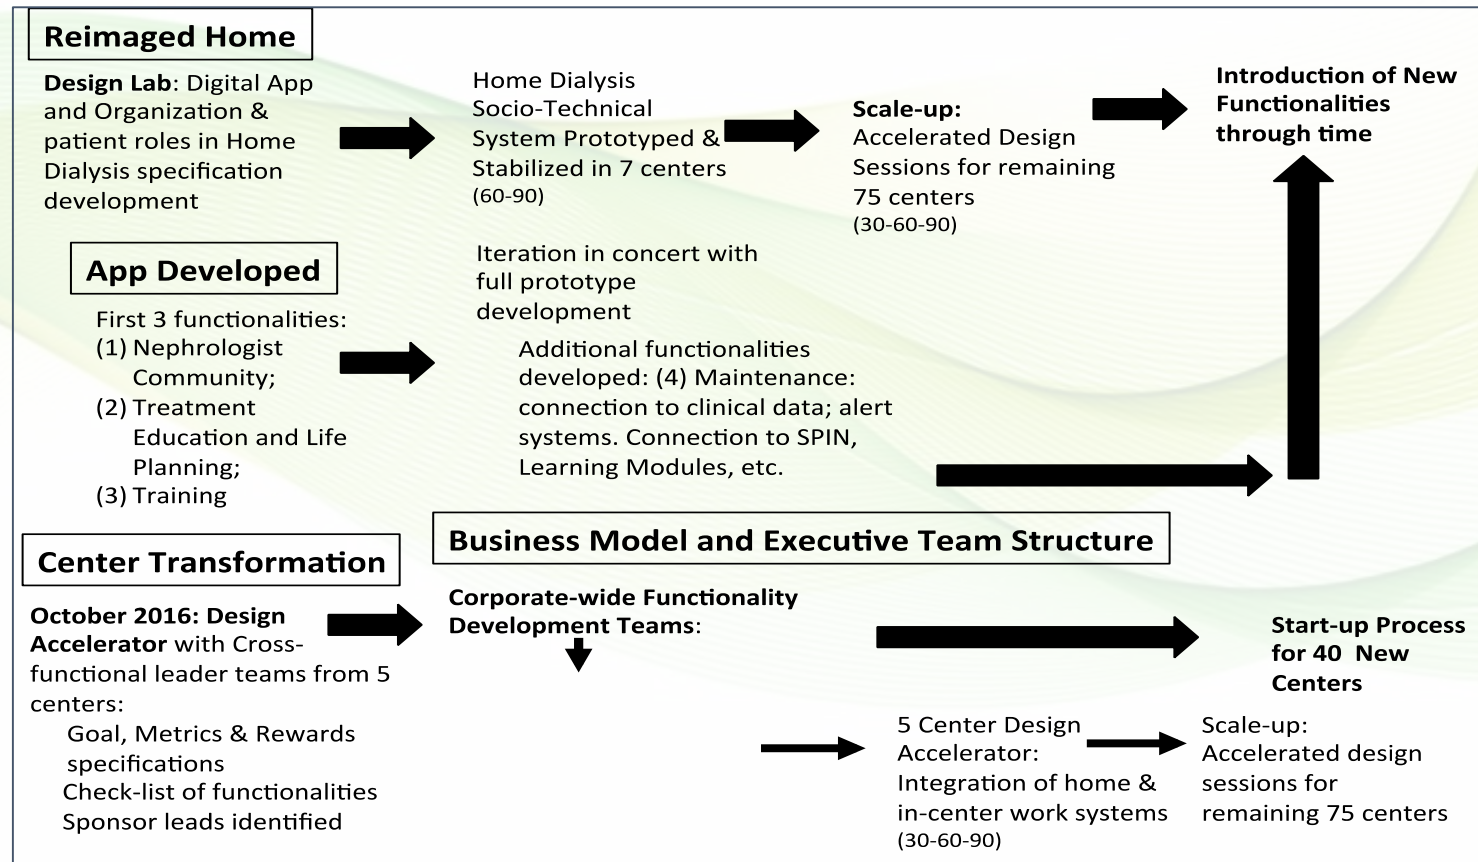 Reimaged Home
Design Lab: Digital App
and Organization &
patient roles in Home
Dialysis specification
development
Home Dialysis
Socio-Technical
System Prototyped &
Stabilized in 7 centers
(60-90)
Scale-up:
Accelerated Design
Sessions for remaining
75 centers
(30-60-90)
Introduction of New
Functionalities
through time
App Developed
First 3 functionalities:
(1) Nephrologist
Community;
(2) Treatment
Education and Life
Planning;
(3) Training
Iteration in concert with
full prototype
development
Additional functionalities
developed: (4) Maintenance:
connection to clinical data; alert
systems. Connection to SPIN,
Learning Modules, etc.
Center Transformation
October 2016: Design
Accelerator with Cross-
functional leader teams from 5
centers:
Goal, Metrics & Rewards
specifications
Check-list of functionalities
Sponsor leads identified
Business Model and Executive Team Structure
Corporate-wide Functionality
Development Teams:
Start-up Process
for 40 New
Centers
5 Center Design
Accelerator:
Integration of home &
in-center work systems
(30-60-90)
Scale-up:
Accelerated design
sessions for
remaining 75 centers